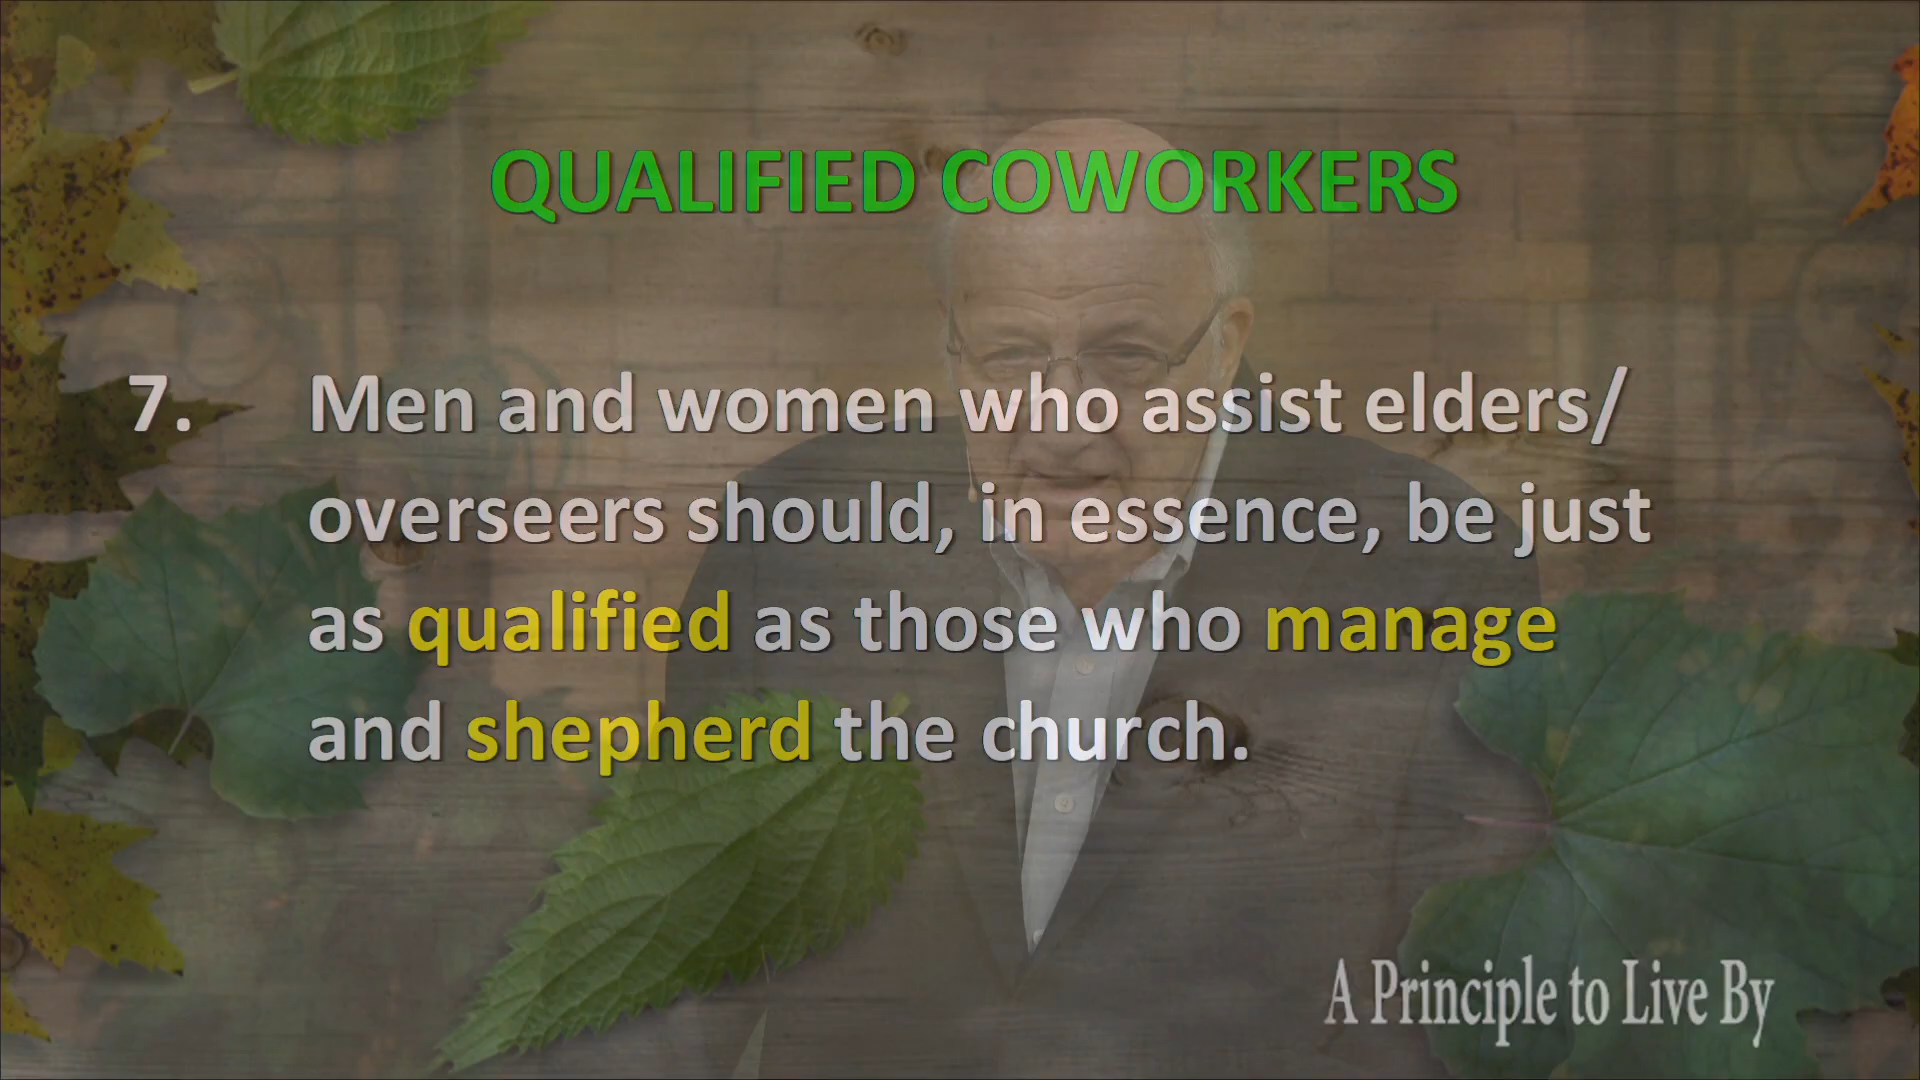 QUALIFIED COWORKERS
7. Men and women who assist elders/
overseers should, in essence, be just
as qualified as those who manage
and shepherd the church.
A Principle to Live By